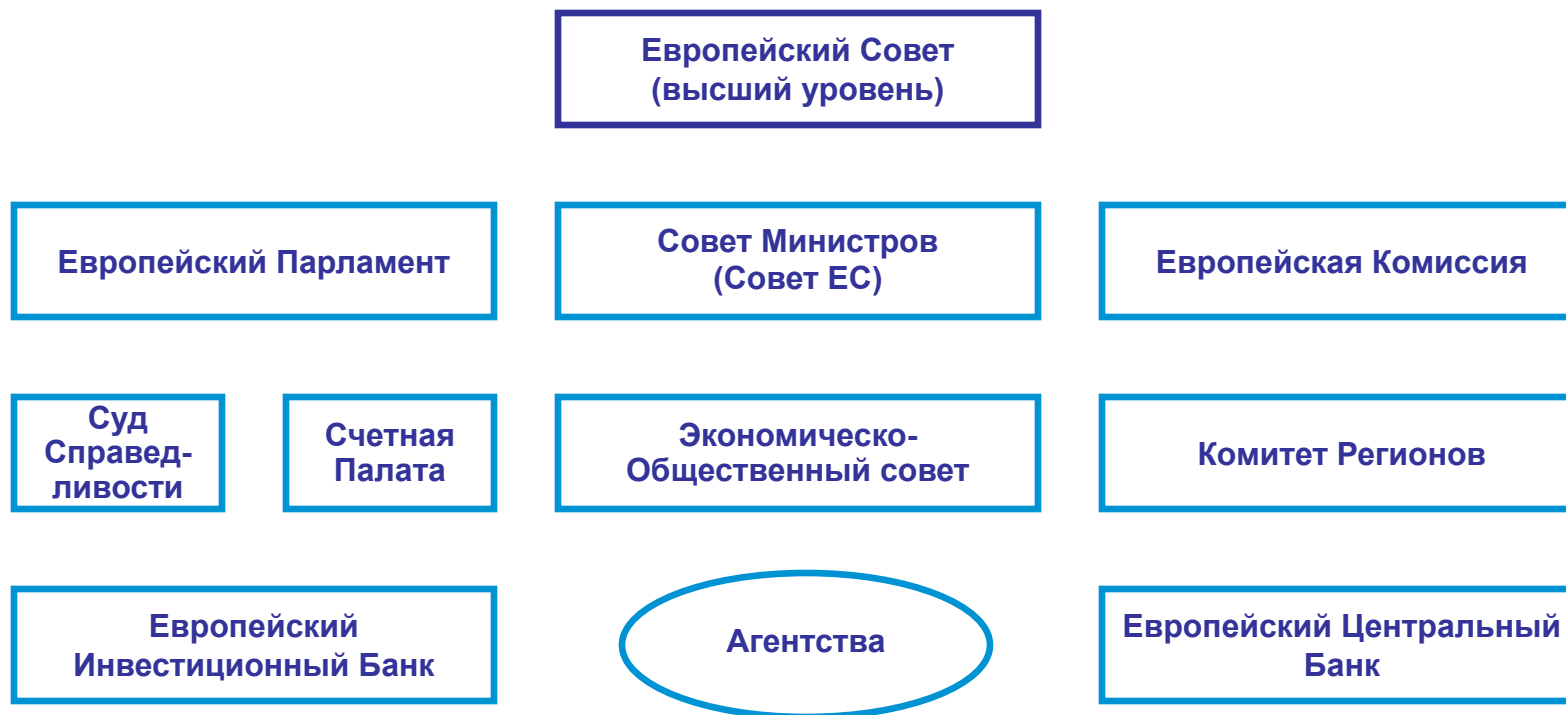 Европейский Совет
(высший уровень)
Европейский Парламент
Совет Министров
(Совет ЕС)
Европейская Комиссия
Суд
Справед-
ливости
Счетная
Палата
Экономическо-
Общественный совет
Комитет Регионов
Европейский
Инвестиционный Банк
Агентства
Европейский Центральный
Банк